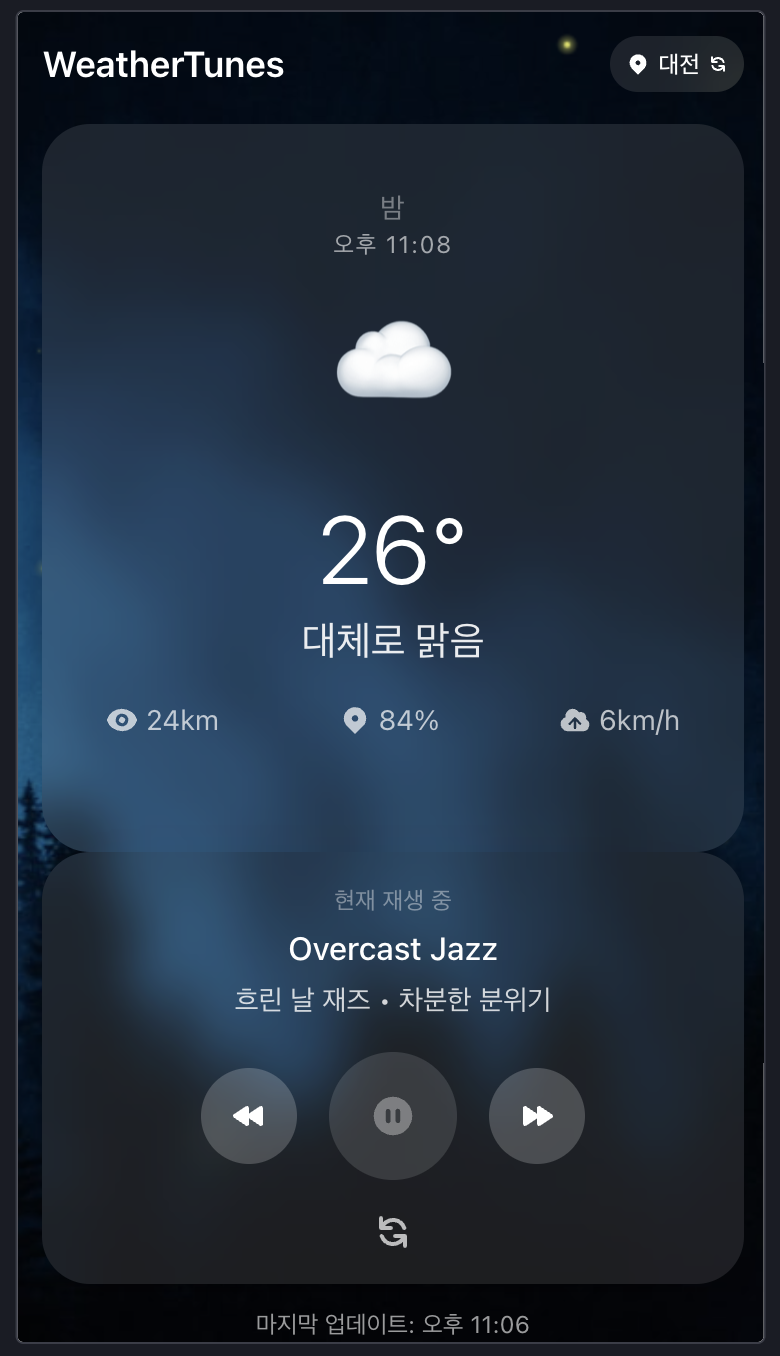 WeatherTunes
대전
밤
오후 11:08
26°
대체로 맑음
24km 84% 6km/h
현재 재생 중
Overcast Jazz
흐린 날 재즈 • 차분한 분위기
마지막 업데이트: 오후 11:06